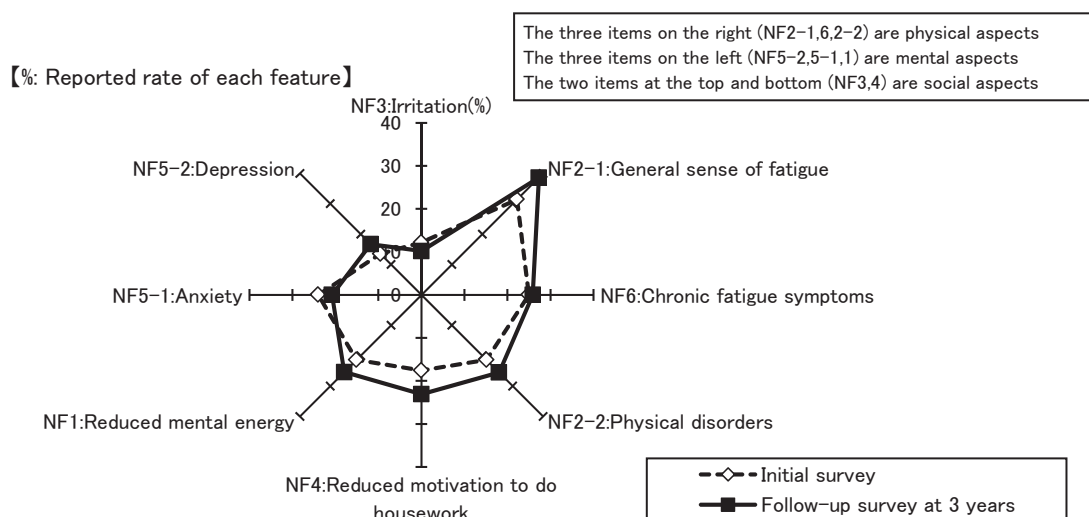 The three items on the right (NF2-1,6,2-2) are physical aspects
The three items on the left (NF5-2,5-1,1) are mental aspects
The two items at the top and bottom (NF3,4) are social aspects
【%: Reported rate of each feature】
NF3:Irritation(%)
40
NF5-2:Depression
30
NF2-1:General sense of fatigue
20
0
NF5-1:Anxiety
0
NF6:Chronic fatigue symptoms
NF1:Reduced mental energy
NF2-2:Physical disorders
NF4:Reduced motivation to do
housework
Initial survey
Follow-up survey at 3 years